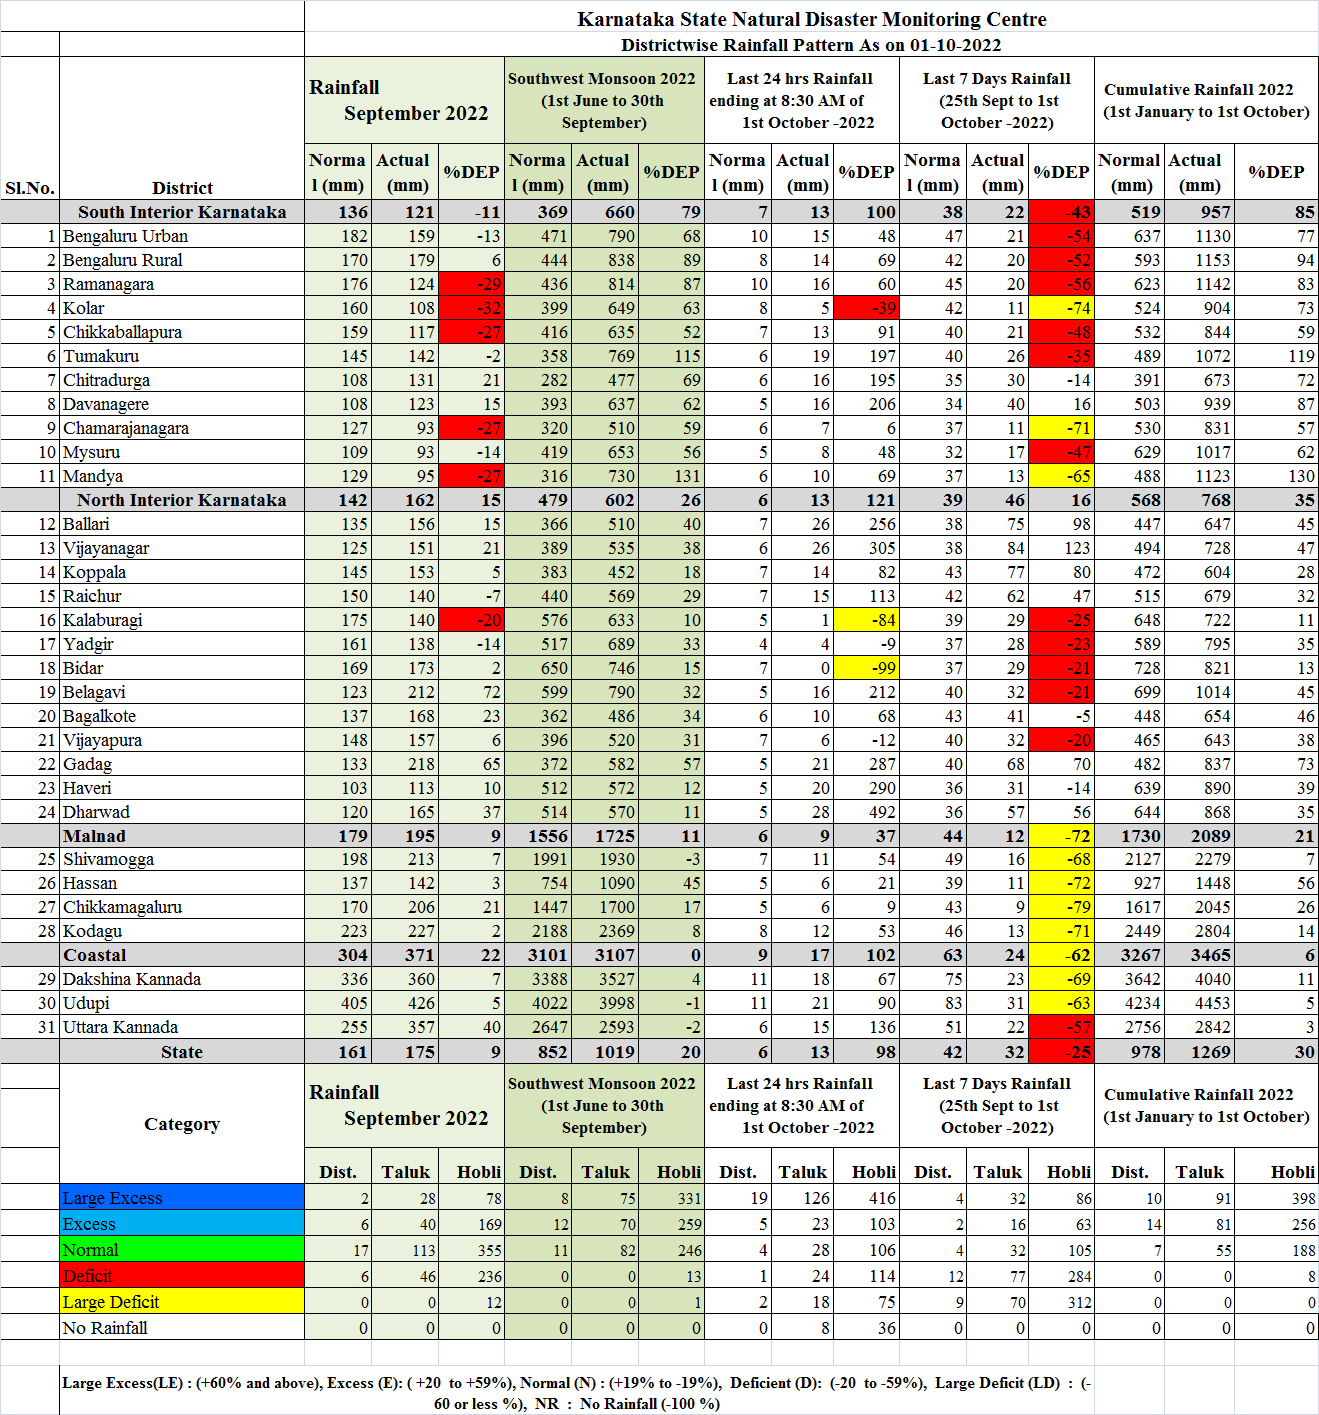 Karnataka State Natural Disaster Monitoring Centre
Districtwise Rainfall Pattern As on 01-10-2022
Sl.No. District Rainfall September 2022 Southwest Monsoon 2022 (1st June to 30th September) Last 24 hrs Rainfall ending at 8:30 AM of 1st October -2022 Last 7 Days Rainfall (25th Sept to 1st October -2022) Cumulative Rainfall 2022 (1st January to 1st October)
Normal (mm) Actual (mm) %DEP Normal (mm) Actual (mm) %DEP Normal (mm) Actual (mm) %DEP Normal (mm) Actual (mm) %DEP Normal (mm) Actual (mm) %DEP
South Interior Karnataka 136 121 -11 369 660 79 7 13 100 38 22 -43 519 957 85
1 Bengaluru Urban 182 159 -13 471 790 68 10 15 48 47 21 -54 637 1130 77
2 Bengaluru Rural 170 179 6 444 838 89 8 14 69 42 20 -52 593 1153 94
3 Ramanagara 176 124 -29 436 814 87 10 16 60 45 20 -56 623 1142 83
4 Kolar 160 108 -32 399 649 63 8 5 -39 42 11 -74 524 904 73
5 Chikkaballapura 159 117 -27 416 635 52 7 13 91 40 21 -48 532 844 59
6 Tumakuru 145 142 -2 358 769 115 6 19 197 40 26 -35 489 1072 119
7 Chitradurga 108 131 21 282 477 69 6 16 195 35 30 -14 391 673 72
8 Davanagere 108 123 15 393 637 62 5 16 206 34 40 16 503 939 87
9 Chamarajanagara 127 93 -27 320 510 59 6 7 6 37 11 -71 530 831 57
10 Mysuru 109 93 -14 419 653 56 5 8 48 32 17 -47 629 1017 62
11 Mandya 129 95 -27 316 730 131 6 10 69 37 13 -65 488 1123 130
North Interior Karnataka 142 162 15 479 602 26 6 13 121 39 46 16 568 768 35
12 Ballari 135 156 15 366 510 40 7 26 256 38 75 98 447 647 45
13 Vijayanagar 125 151 21 389 535 38 6 26 305 38 84 123 494 728 47
14 Koppala 145 153 5 383 452 18 7 14 82 43 77 80 472 604 28
15 Raichur 150 140 -7 440 569 29 7 15 113 42 62 47 515 679 32
16 Kalaburagi 175 140 -20 576 633 10 5 1 -84 39 29 -25 648 722 11
17 Yadgir 161 138 -14 517 689 33 4 4 -9 37 28 -23 589 795 35
18 Bidar 169 173 2 650 746 15 7 0 -99 37 29 -21 728 821 13
19 Belagavi 123 212 72 599 790 32 5 16 212 40 32 -21 699 1014 45
20 Bagalkote 137 168 23 362 486 34 6 10 68 43 41 -5 448 654 46
21 Vijayapura 148 157 6 396 520 31 7 6 -12 40 32 -20 465 643 38
22 Gadag 133 218 65 372 582 57 5 21 287 40 68 70 482 837 73
23 Haveri 103 113 10 512 572 12 5 20 290 36 31 -14 639 890 39
24 Dharwad 120 165 37 514 570 11 5 28 492 36 57 56 644 868 35
Malnad 179 195 9 1556 1725 11 6 9 37 44 12 -72 1730 2089 21
25 Shivamogga 198 213 7 1991 1930 -3 7 11 54 49 16 -68 2127 2279 7
26 Hassan 137 142 3 754 1090 45 5 6 21 39 11 -72 927 1448 56
27 Chikkamagaluru 170 206 21 1447 1700 17 5 6 9 43 9 -79 1617 2045 26
28 Kodagu 223 227 2 2188 2369 8 8 12 53 46 13 -71 2449 2804 14
Coastal 304 371 22 3101 3107 0 9 17 102 63 24 -62 3267 3465 6
29 Dakshina Kannada 336 360 7 3388 3527 4 11 18 67 75 23 -69 3642 4040 11
30 Udupi 405 426 5 4022 3998 -1 11 21 90 83 31 -63 4234 4453 5
31 Uttara Kannada 255 357 40 2647 2593 -2 6 15 136 51 22 -57 2756 2842 3
State 161 175 9 852 1019 20 6 13 98 42 32 -25 978 1269 30
Category Rainfall September 2022 Southwest Monsoon 2022 (1st June to 30th September) Last 24 hrs Rainfall ending at 8:30 AM of 1st October -2022 Last 7 Days Rainfall (25th Sept to 1st October -2022) Cumulative Rainfall 2022 (1st January to 1st October)
Dist. Taluk Hobli Dist. Taluk Hobli Dist. Taluk Hobli Dist. Taluk Hobli Dist. Taluk Hobli
Large Excess 2 28 78 8 75 331 19 126 416 4 32 86 10 91 398
Excess 6 40 169 12 70 259 5 23 103 2 16 63 14 81 256
Normal 17 113 355 11 82 246 4 28 106 4 32 105 7 55 188
Deficit 6 46 236 0 0 13 1 24 114 12 77 284 0 0 8
Large Deficit 0 0 12 0 0 1 2 18 75 9 70 312 0 0 0
No Rainfall 0 0 0 0 0 0 0 8 36 0 0 0 0 0 0
Large Excess(LE) : (+60% and above), Excess (E): ( +20 to +59%), Normal (N) : (+19% to -19%), Deficient (D): (-20 to -59%), Large Deficit (LD) : (-
60 or less %), NR : No Rainfall (-100 %)